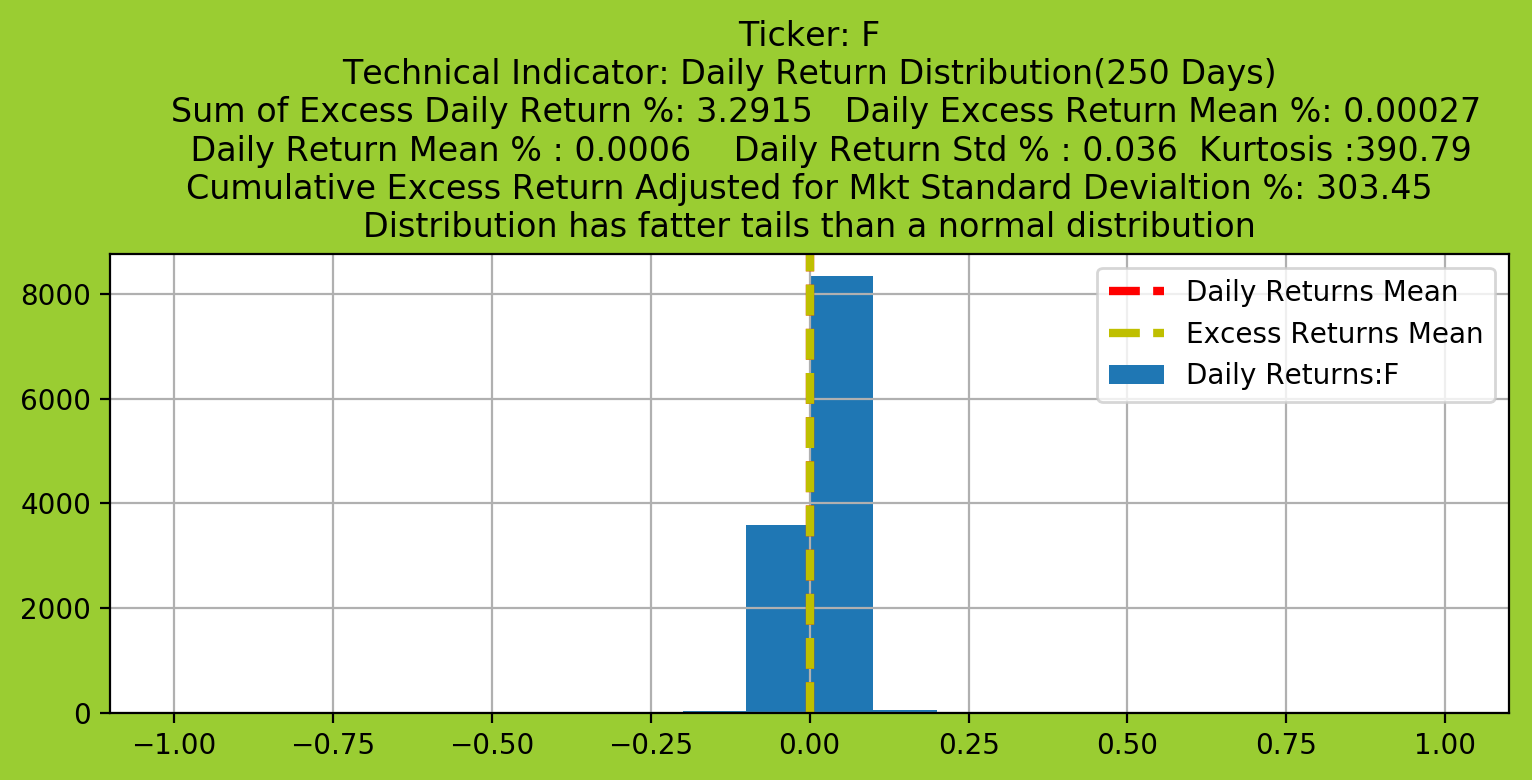 Ticker: F
Technical Indicator: Daily Return Distribution(250 Days)
Sum of Excess Daily Return %: 3.2915   Daily Excess Return Mean %: 0.00027
Daily Return Mean % : 0.0006    Daily Return Std % : 0.036  Kurtosis :390.79
Cumulative Excess Return Adjusted for Mkt Standard Devialtion %: 303.45
Distribution has fatter tails than a normal distribution
Daily Returns Mean
Excess Returns Mean
Daily Returns:F
8000
6000
4000
2000
0
−1.00 −0.75 −0.50 −0.25 0.00 0.25 0.50 0.75 1.00